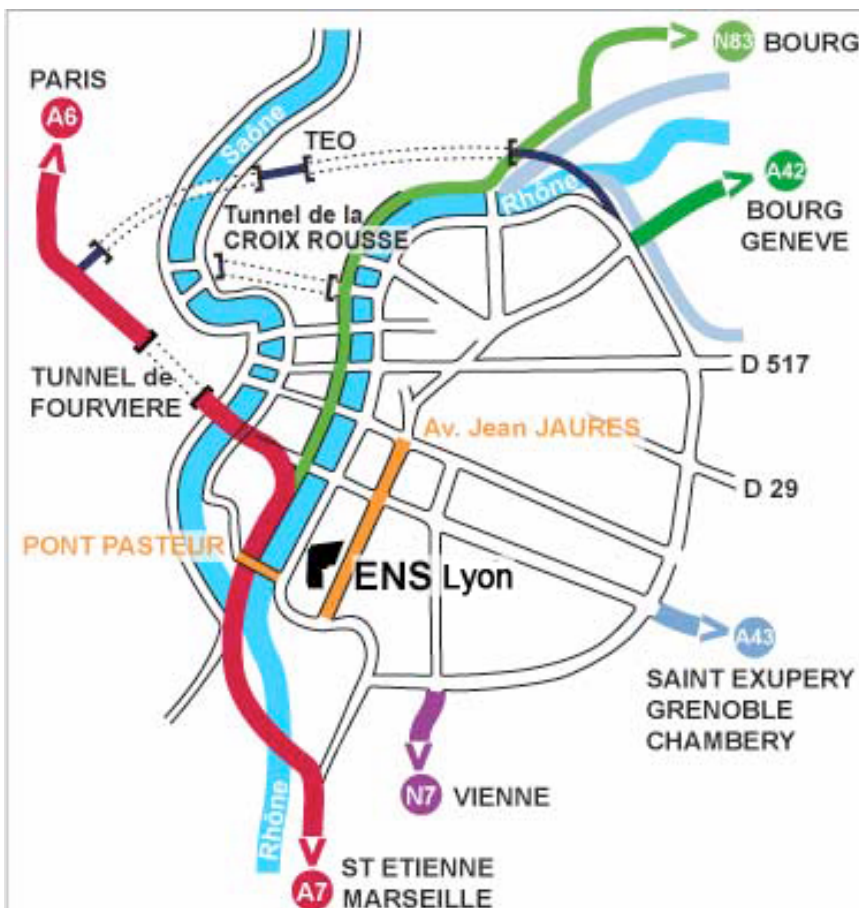 N83 BOURG
PARIS
A6
Saône
TEO
Rhône
A42
BOURG
GENEVE
Tunnel de la
CROIX ROUSSE
D 517
TUNNEL de
FOURVIERE
Av. Jean JAURES
D 29
PONT PASTEUR
ENS Lyon
A43
SAINT EXUPERY
GRENOBLE
CHAMBERY
N7 VIENNE
Rhône
A7
ST ETIENNE
MARSEILLE